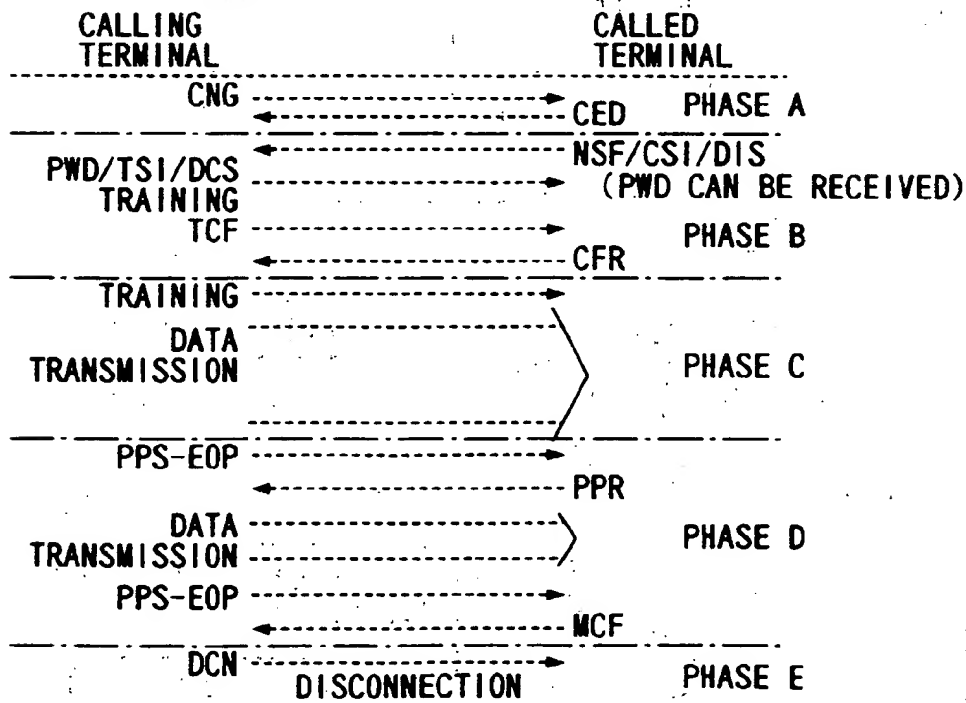 CALLING TERMINAL
CALLED TERMINAL
CNG
CED
PHASE A
NSF/CSI/DIS
(PWD CAN BE RECEIVED)
PWD/TSI/DCS
TRAINING
TCF
PHASE B
CFR
TRAINING
DATA
TRANSMISSION
PHASE C
PPS-EOP
PPR
DATA
TRANSMISSION
PHASE D
PPS-EOP
MCF
DCN
DISCONNECTION
PHASE E